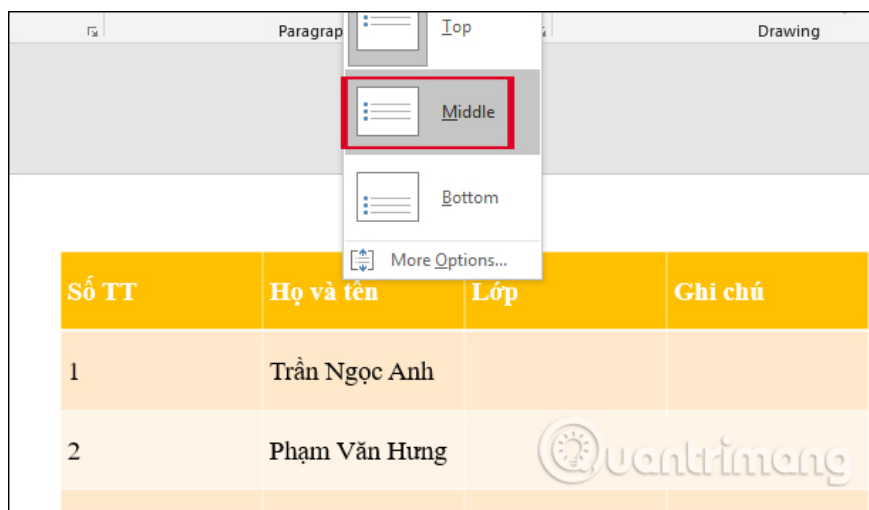 Paragrap
Drawing
Top
Middle
Bottom
More Options...
Số TT Họ và tên Lớp Ghi chú
1 Trần Ngọc Anh
2 Phạm Văn Hưng
Quantrimang